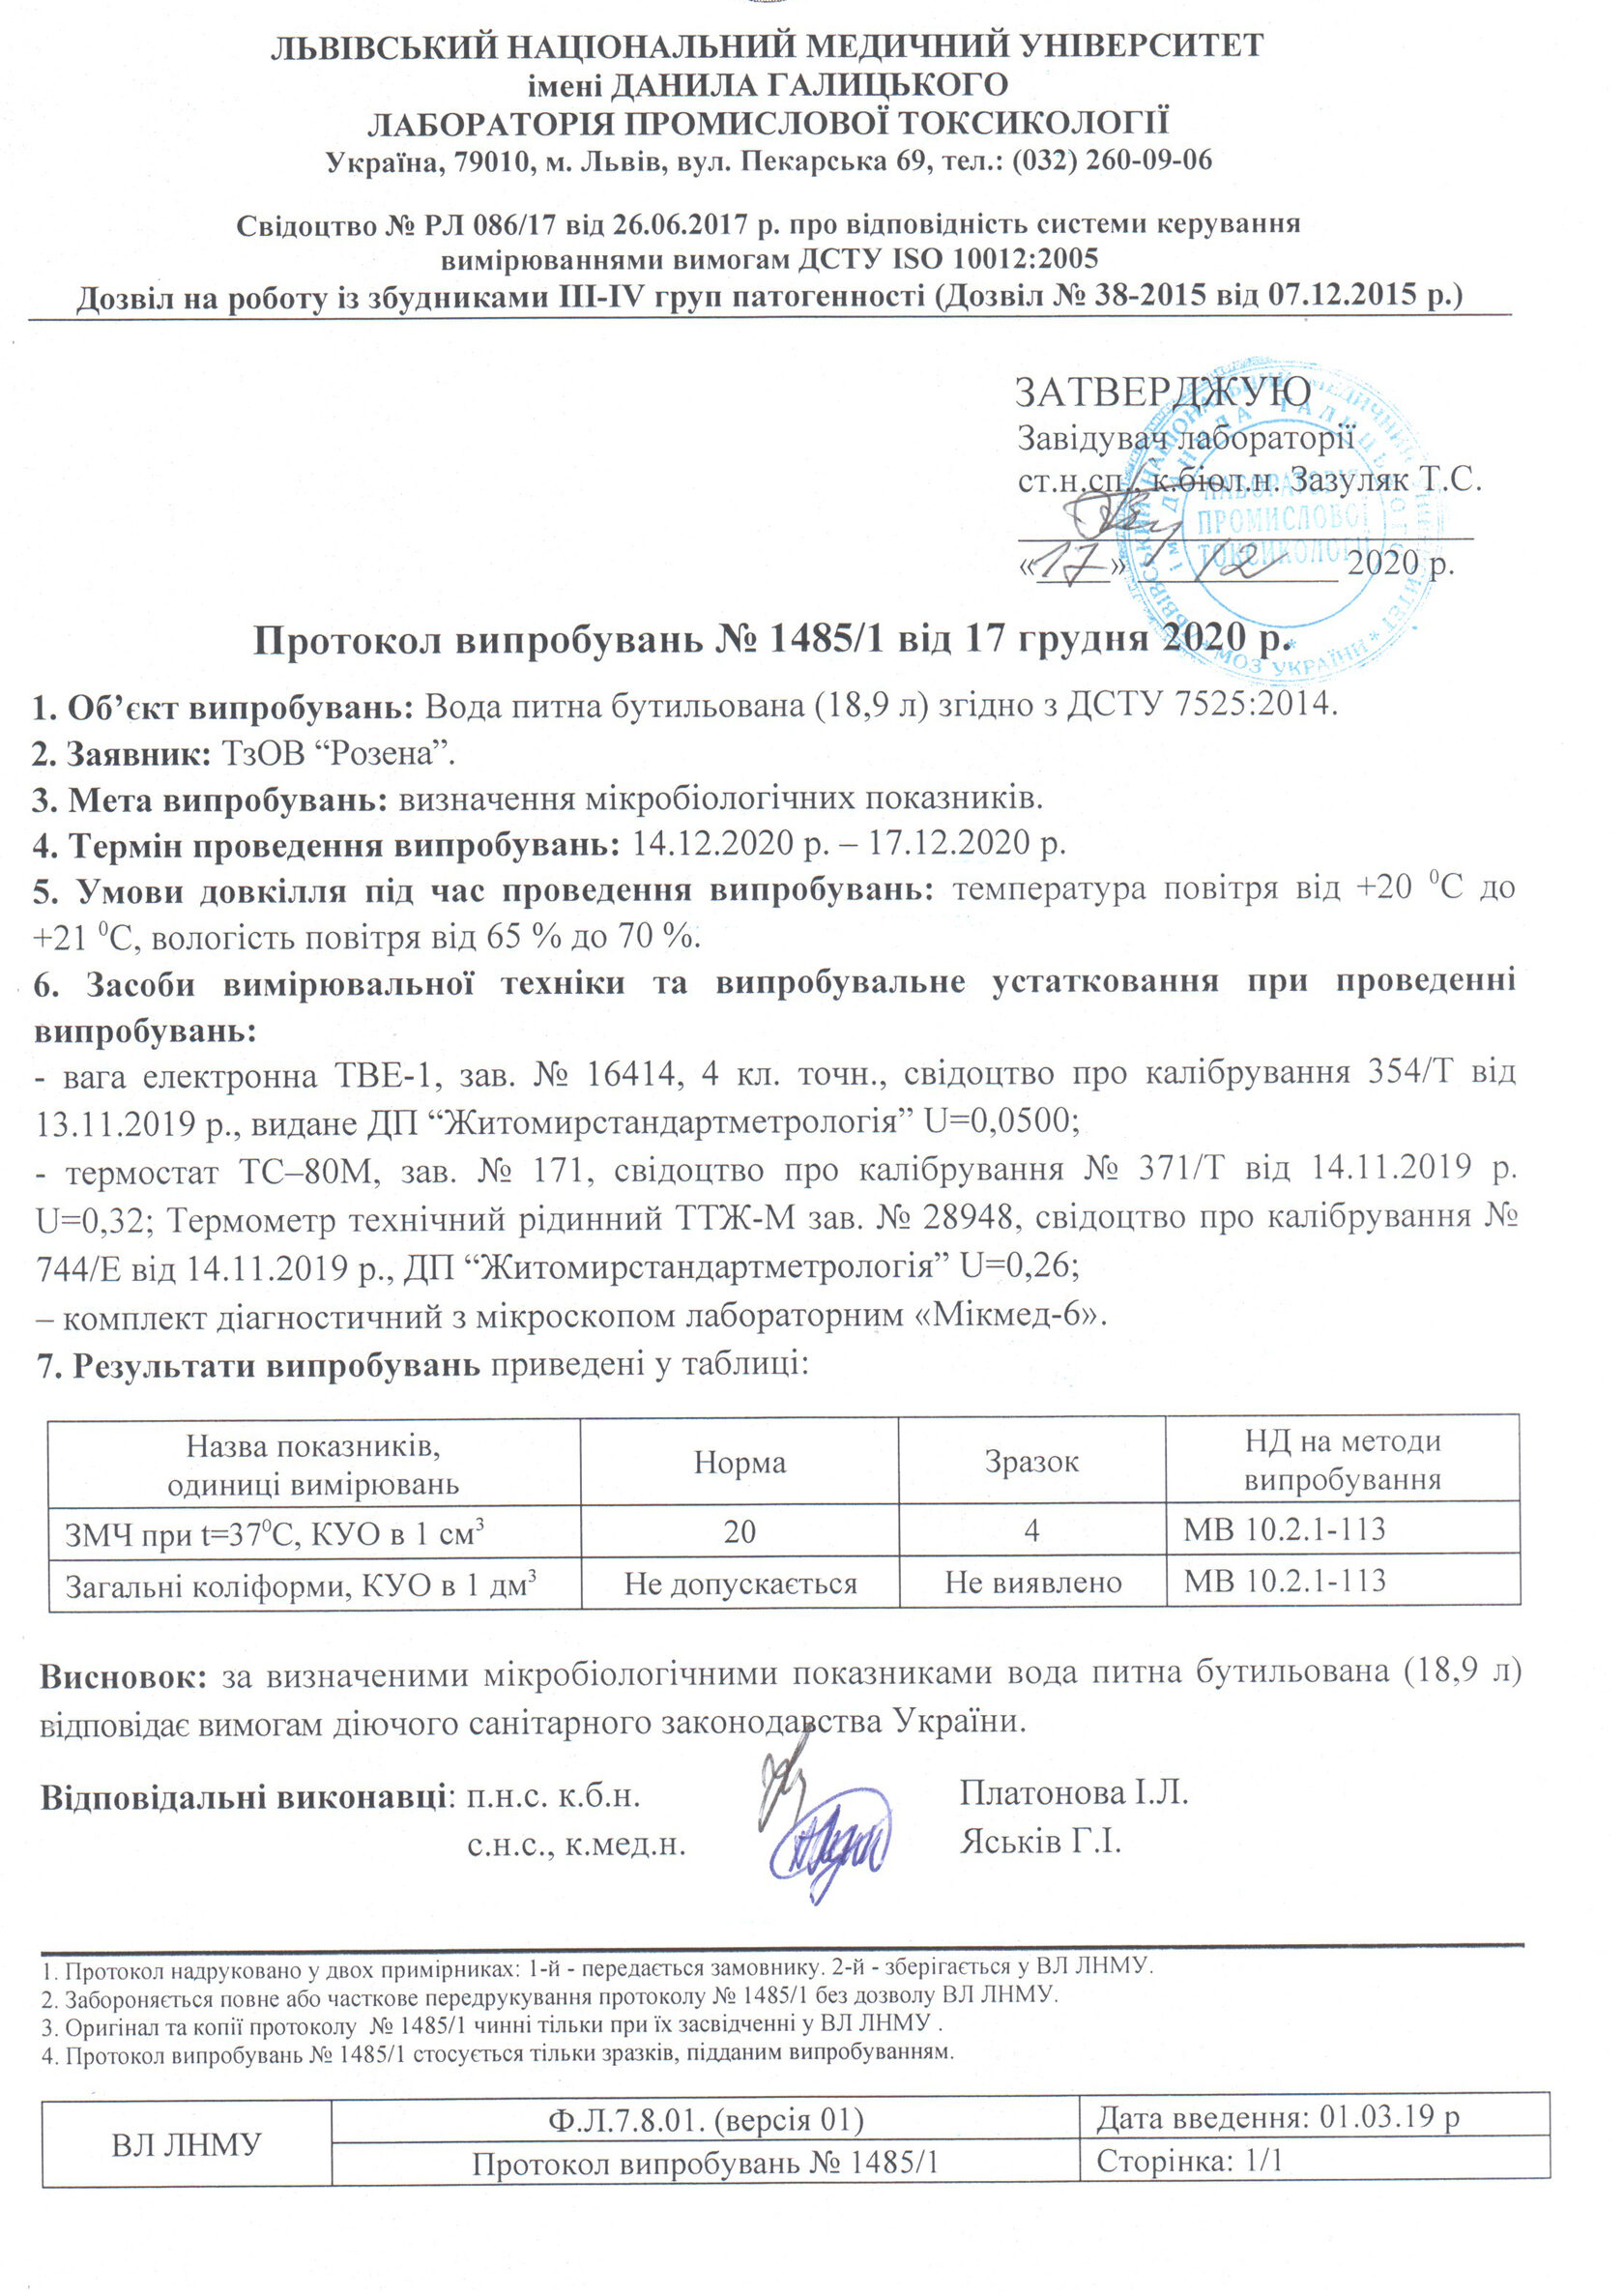 ЛЬВІВСЬКИЙ НАЦІОНАЛЬНИЙ МЕДИЧНИЙ УНІВЕРСИТЕТ
імені ДАНИЛА ГАЛИЦЬКОГО
ЛАБОРАТОРІЯ ПРОМИСЛОВОЇ ТОКСИКОЛОГІЇ
Україна, 79010, м. Львів, вул. Пекарська 69, тел.: (032) 260-09-06
Свідоцтво № РЛ 086/17 від 26.06.2017 р. про відповідність системи керування
вимірюваннями вимогам ДСТУ ISO 10012:2005
Дозвіл на роботу із збудниками III-IV груп патогенності (Дозвіл № 38-2015 від 07.12.2015 р.)
ЗАТВЕРДЖУЮ
Завідувач лабораторії
ст.н.сп., к.біол.н. Зазуляк Т.С.
«17» 12 2020 р.
ЛЬВІВСЬКИЙ НАЦІОНАЛЬНИЙ МЕДИЧНИЙ УНІВЕРСИТЕТ * МОЗ УКРАЇНИ *
ім. ДАНИЛА ГАЛИЦЬКОГО
ЛАБОРАТОРІЯ
ПРОМИСЛОВОЇ
ТОКСИКОЛОГІЇ
Протокол випробувань № 1485/1 від 17 грудня 2020 р.
1. Об’єкт випробувань: Вода питна бутильована (18,9 л) згідно з ДСТУ 7525:2014.
2. Заявник: ТзОВ “Розена”.
3. Мета випробувань: визначення мікробіологічних показників.
4. Термін проведення випробувань: 14.12.2020 р. – 17.12.2020 р.
5. Умови довкілля під час проведення випробувань: температура повітря від +20 ⁰С до
+21 ⁰С, вологість повітря від 65 % до 70 %.
6. Засоби вимірювальної техніки та випробувальне устатковання при проведенні
випробувань:
- вага електронна ТВЕ-1, зав. № 16414, 4 кл. точн., свідоцтво про калібрування 354/Т від
13.11.2019 р., видане ДП “Житомирстандартметрологія” U=0,0500;
- термостат ТС–80М, зав. № 171, свідоцтво про калібрування № 371/Т від 14.11.2019 р.
U=0,32; Термометр технічний рідинний ТТЖ-М зав. № 28948, свідоцтво про калібрування №
744/Е від 14.11.2019 р., ДП “Житомирстандартметрологія” U=0,26;
– комплект діагностичний з мікроскопом лабораторним «Мікмед-6».
7. Результати випробувань приведені у таблиці:
Назва показників,
одиниці вимірювань
Норма
Зразок
НД на методи
випробування
ЗМЧ при t=37⁰С, КУО в 1 см³ 20 4 МВ 10.2.1-113
Загальні коліформи, КУО в 1 дм³ Не допускається Не виявлено МВ 10.2.1-113
Висновок: за визначеними мікробіологічними показниками вода питна бутильована (18,9 л)
відповідає вимогам діючого санітарного законодавства України.
Відповідальні виконавці: п.н.с. к.б.н. Платонова І.Л.
с.н.с., к.мед.н. Яськів Г.І.
1. Протокол надруковано у двох примірниках: 1-й - передається замовнику. 2-й - зберігається у ВЛ ЛНМУ.
2. Забороняється повне або часткове передрукування протоколу № 1485/1 без дозволу ВЛ ЛНМУ.
3. Оригінал та копії протоколу № 1485/1 чинні тільки при їх засвідченні у ВЛ ЛНМУ .
4. Протокол випробувань № 1485/1 стосується тільки зразків, підданим випробуванням.
ВЛ ЛНМУ
Ф.Л.7.8.01. (версія 01) Дата введення: 01.03.19 р
Протокол випробувань № 1485/1 Сторінка: 1/1